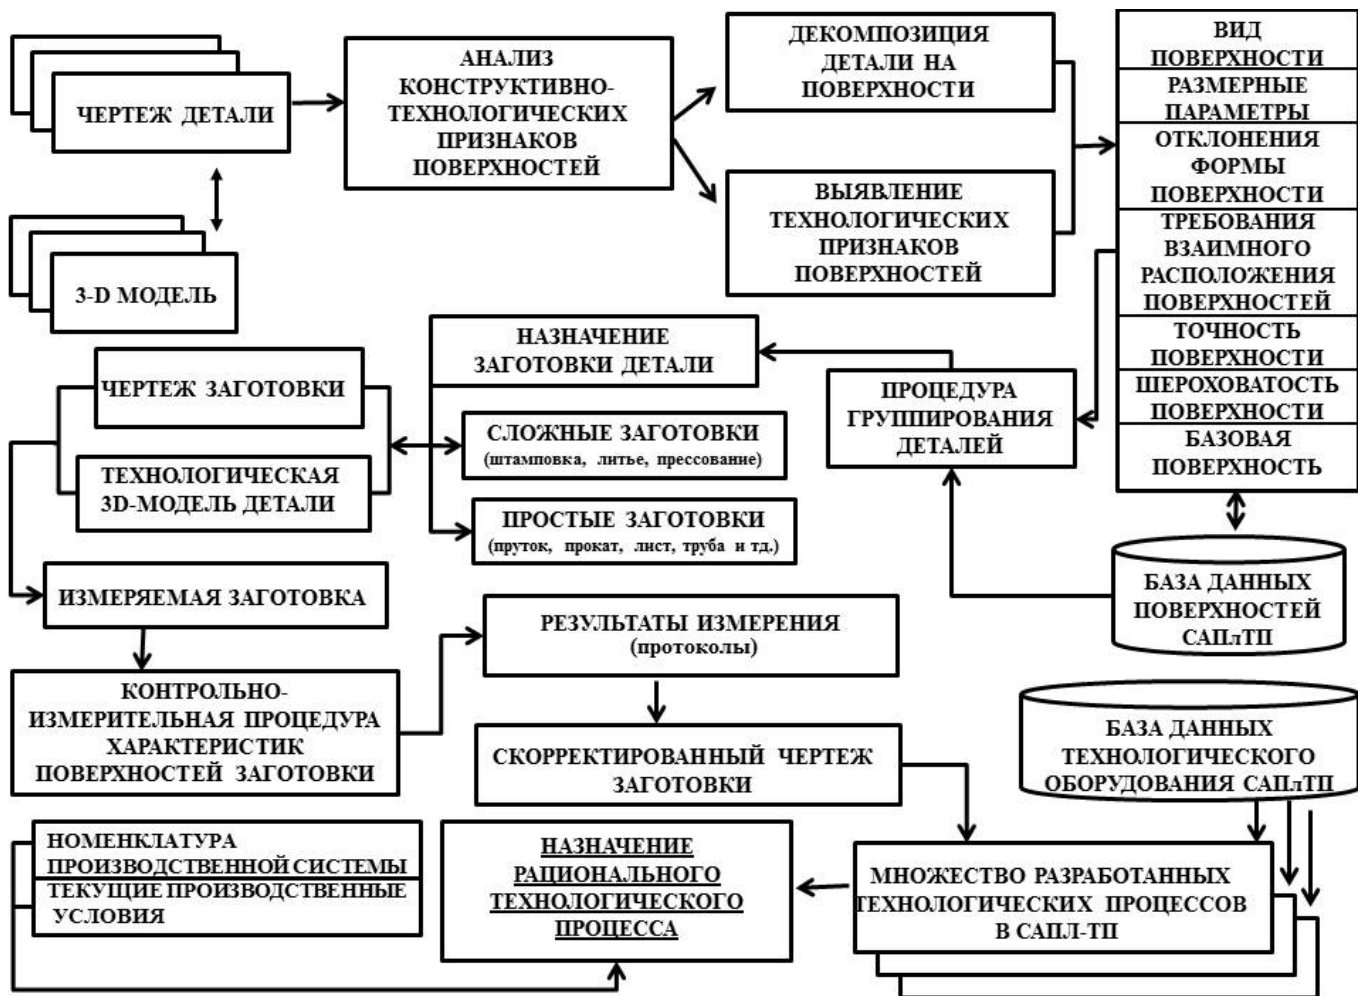 ЧЕРТЕЖ ДЕТАЛИ
3-D МОДЕЛЬ
АНАЛИЗ
КОНСТРУКТИВНО-
ТЕХНОЛОГИЧЕСКИХ
ПРИЗНАКОВ
ПОВЕРХНОСТЕЙ
ДЕКОМПОЗИЦИЯ
ДЕТАЛИ НА
ПОВЕРХНОСТИ
ВЫЯВЛЕНИЕ
ТЕХНОЛОГИЧЕСКИХ
ПРИЗНАКОВ
ПОВЕРХНОСТЕЙ
ВИД
ПОВЕРХНОСТИ
РАЗМЕРНЫЕ
ПАРАМЕТРЫ
ОТКЛОНЕНИЯ
ФОРМЫ
ПОВЕРХНОСТИ
ТРЕБОВАНИЯ
ВЗАИМНОГО
РАСПОЛОЖЕНИЯ
ПОВЕРХНОСТЕЙ
ТОЧНОСТЬ
ПОВЕРХНОСТИ
ШЕРОХОВАТОСТЬ
ПОВЕРХНОСТИ
БАЗОВАЯ
ПОВЕРХНОСТЬ
БАЗА ДАННЫХ
ПОВЕРХНОСТЕЙ
САПлТП
ПРОЦЕДУРА
ГРУППИРОВАНИЯ
ДЕТАЛЕЙ
НАЗНАЧЕНИЕ
ЗАГОТОВКИ ДЕТАЛИ
СЛОЖНЫЕ ЗАГОТОВКИ
(штамповка, литье, прессование)
ПРОСТЫЕ ЗАГОТОВКИ
(пруток, прокат, лист, труба и тд.)
ЧЕРТЕЖ ЗАГОТОВКИ
ТЕХНОЛОГИЧЕСКАЯ
3D-МОДЕЛЬ ДЕТАЛИ
ИЗМЕРЯЕМАЯ ЗАГОТОВКА
КОНТРОЛЬНО-
ИЗМЕРИТЕЛЬНАЯ ПРОЦЕДУРА
ХАРАКТЕРИСТИК
ПОВЕРХНОСТЕЙ ЗАГОТОВКИ
РЕЗУЛЬТАТЫ ИЗМЕРЕНИЯ
(протоколы)
СКОРРЕКТИРОВАННЫЙ ЧЕРТЕЖ
ЗАГОТОВКИ
БАЗА ДАННЫХ
ТЕХНОЛОГИЧЕСКОГО
ОБОРУДОВАНИЯ САПлТП
МНОЖЕСТВО РАЗРАБОТАННЫХ
ТЕХНОЛОГИЧЕСКИХ ПРОЦЕССОВ
В САПЛ-ТП
НАЗНАЧЕНИЕ
РАЦИОНАЛЬНОГО
ТЕХНОЛОГИЧЕСКОГО
ПРОЦЕССА
НОМЕНКЛАТУРА
ПРОИЗВОДСТВЕННОЙ СИСТЕМЫ
ТЕКУЩИЕ ПРОИЗВОДСТВЕННЫЕ
УСЛОВИЯ